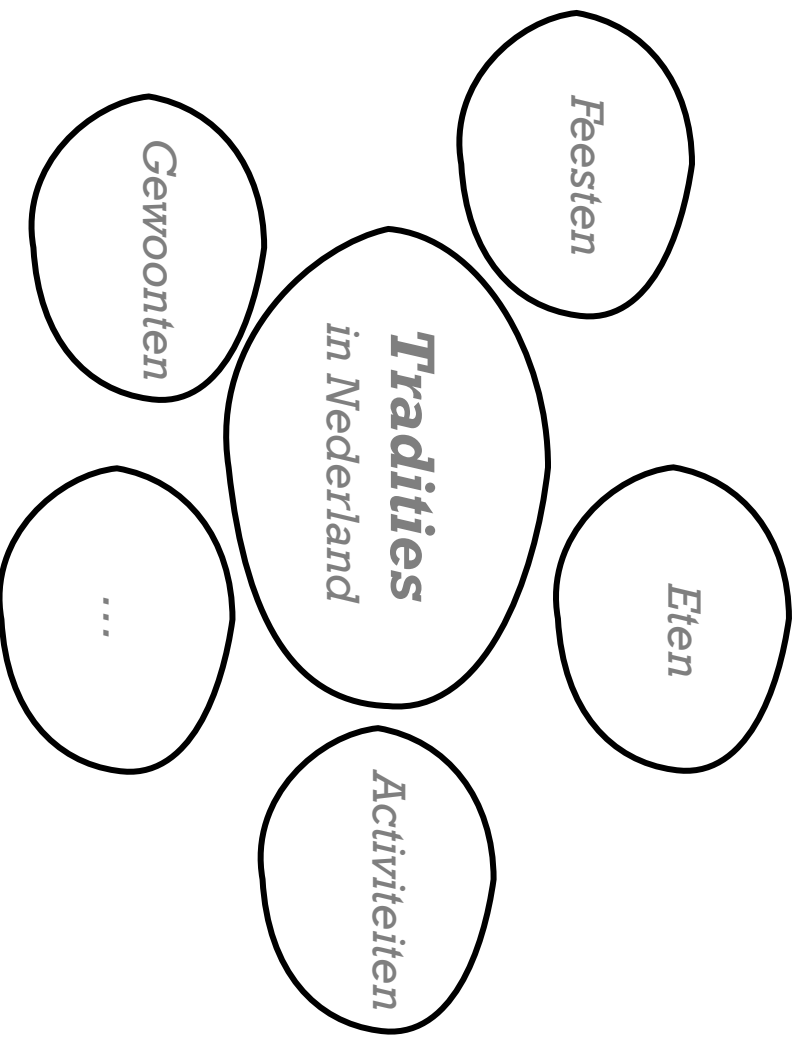 Tradities
in Nederland
Feesten
Eten
Activiteiten
...
Gewoonten